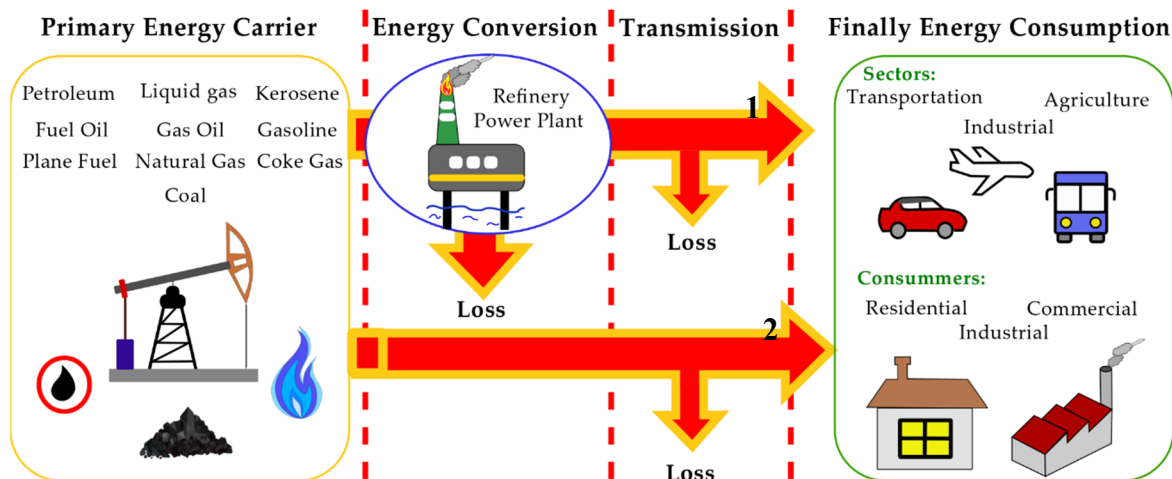 Primary Energy Carrier
Energy Conversion
Transmission
Finally Energy Consumption
Petroleum
Liquid gas
Kerosene
Fuel Oil
Gas Oil
Gasoline
Plane Fuel
Natural Gas
Coke Gas
Coal
Refinery
Power Plant
Loss
1
Loss
2
Loss
Sectors:
Transportation
Agriculture
Industrial
Consummers:
Residential
Commercial
Industrial